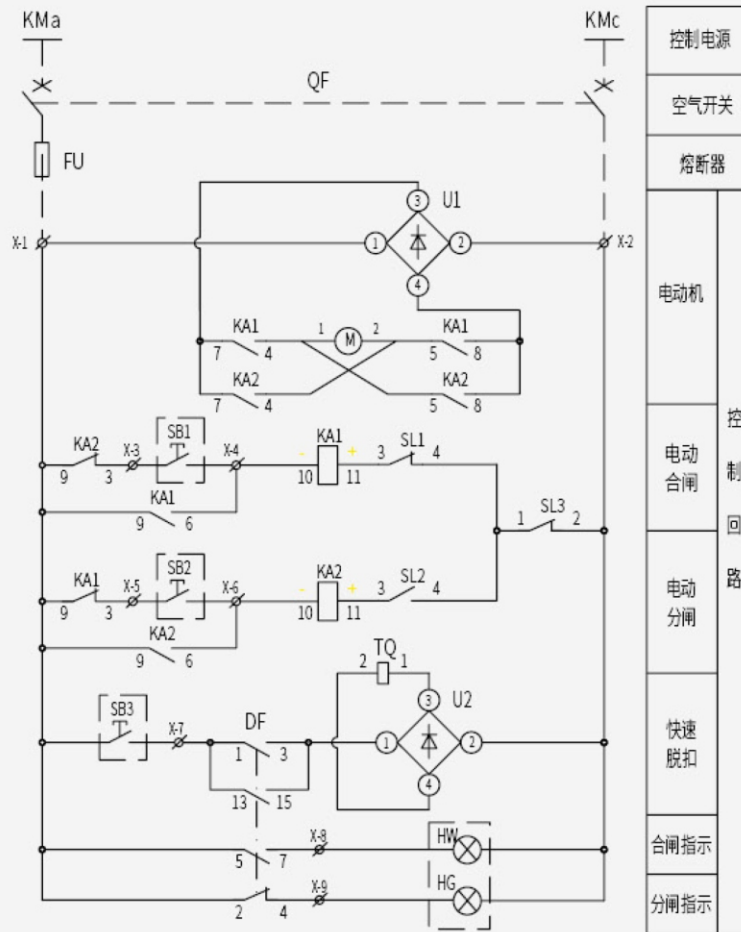 KMa
KMc
控制电源
QF
空气开关
FU
熔断器
3
U1
X-1
1
2
X-2
4
电动机
KA1
1
M
2
KA1
7
4
5
8
KA2
KA2
7
4
5
8
控制回路
KA2
X-3
SB1
X-4
-
KA1
+
SL1
9
3
10
11
3
4
电动
合闸
KA1
9
6
SL3
1
2
KA1
X-5
SB2
X-6
-
KA2
+
SL2
9
3
10
11
3
4
电动
分闸
KA2
9
6
TQ
2
1
3
U2
SB3
X-7
DF
1
3
1
2
4
快速
脱扣
13
15
X-8
HW
5
7
合闸指示
X-9
HG
2
4
分闸指示